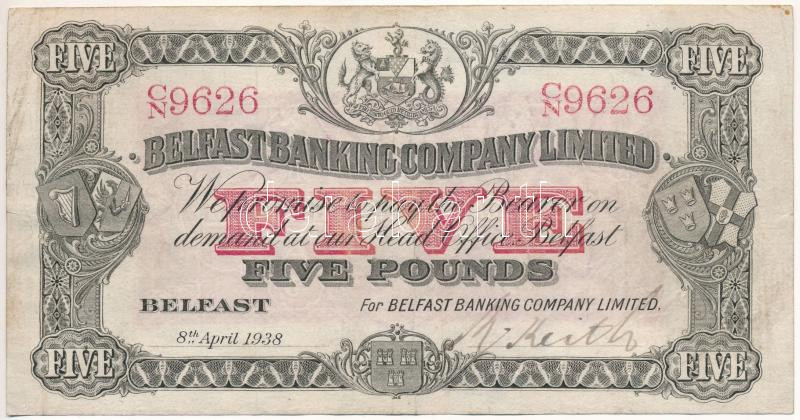 FIVE FIVE
C/N 9626 C/N 9626
BELFAST BANKING COMPANY LIMITED
FIVE
We promise to pay the Bearer on
demand at our Head Office Belfast
FIVE POUNDS
BELFAST For BELFAST BANKING COMPANY LIMITED.
8th April 1938
FIVE FIVE